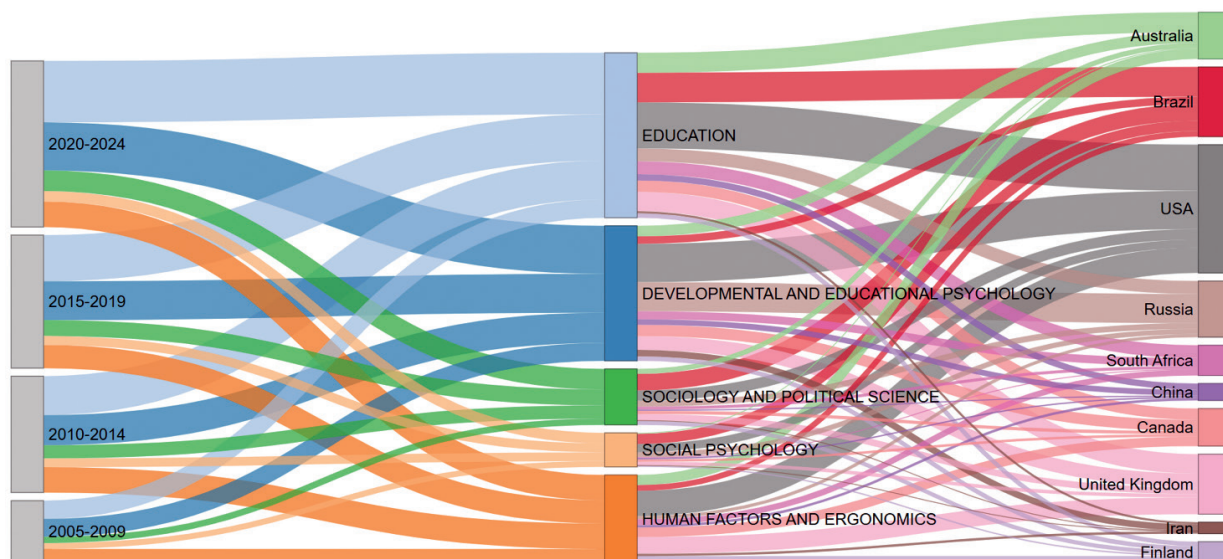 2020-2024
2015-2019
2010-2014
2005-2009
EDUCATION
DEVELOPMENTAL AND EDUCATIONAL PSYCHOLOGY
SOCIOLOGY AND POLITICAL SCIENCE
SOCIAL PSYCHOLOGY
HUMAN FACTORS AND ERGONOMICS
Australia
Brazil
USA
Russia
South Africa
China
Canada
United Kingdom
Iran
Finland